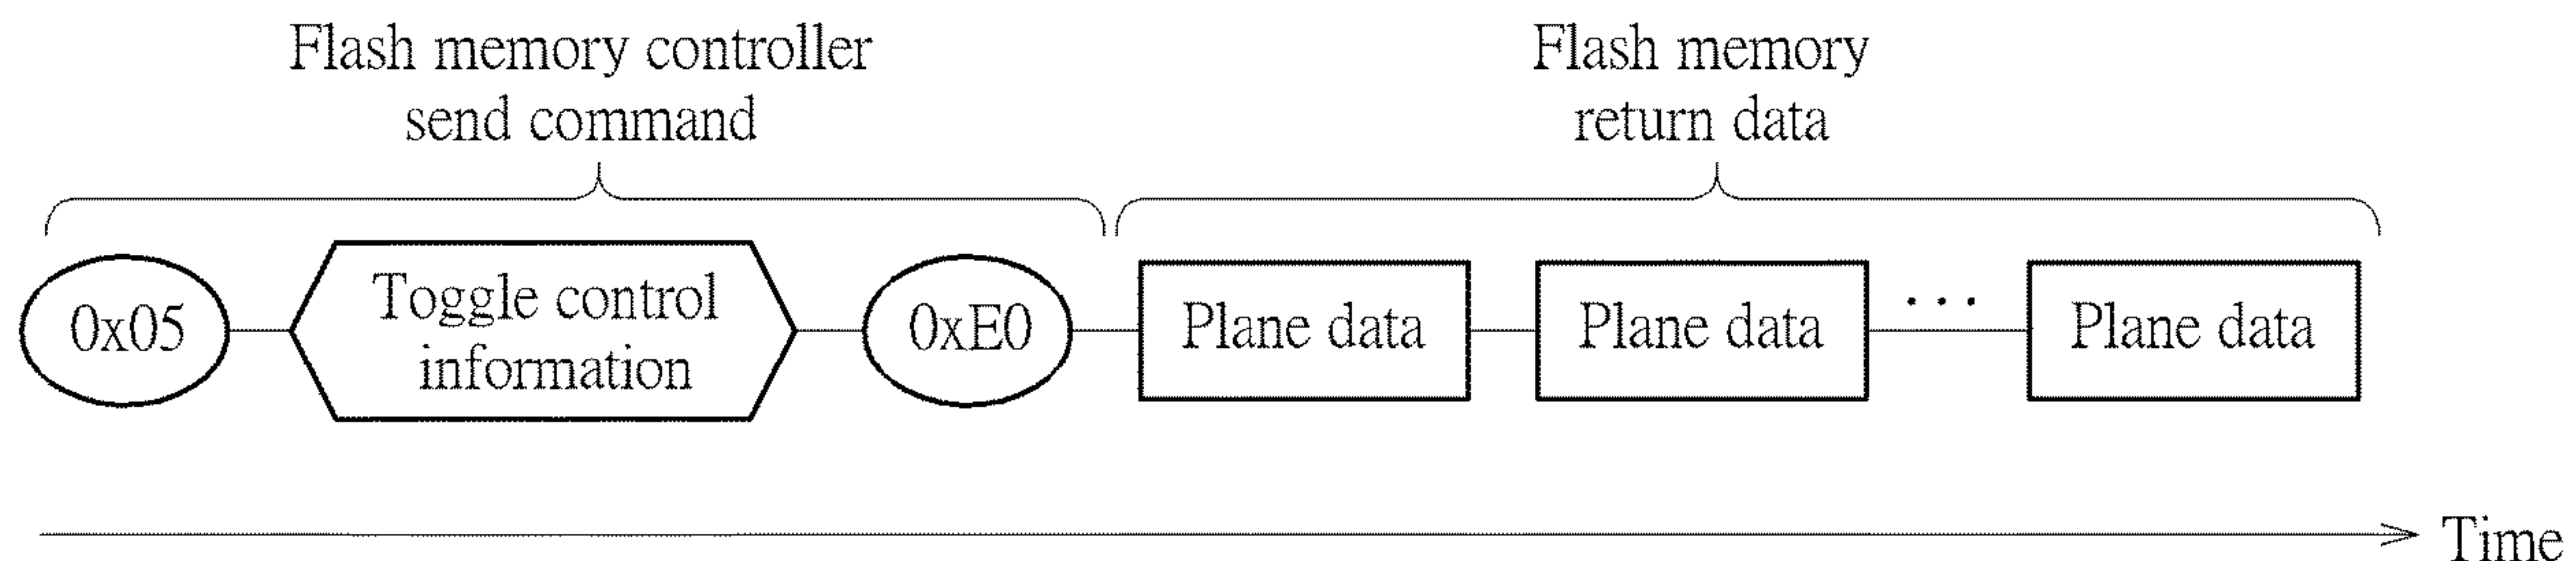 Flash memory controller
send command
Flash memory
return data
0x05
Toggle control
information
0xE0
Plane data
Plane data
...
Plane data
Time